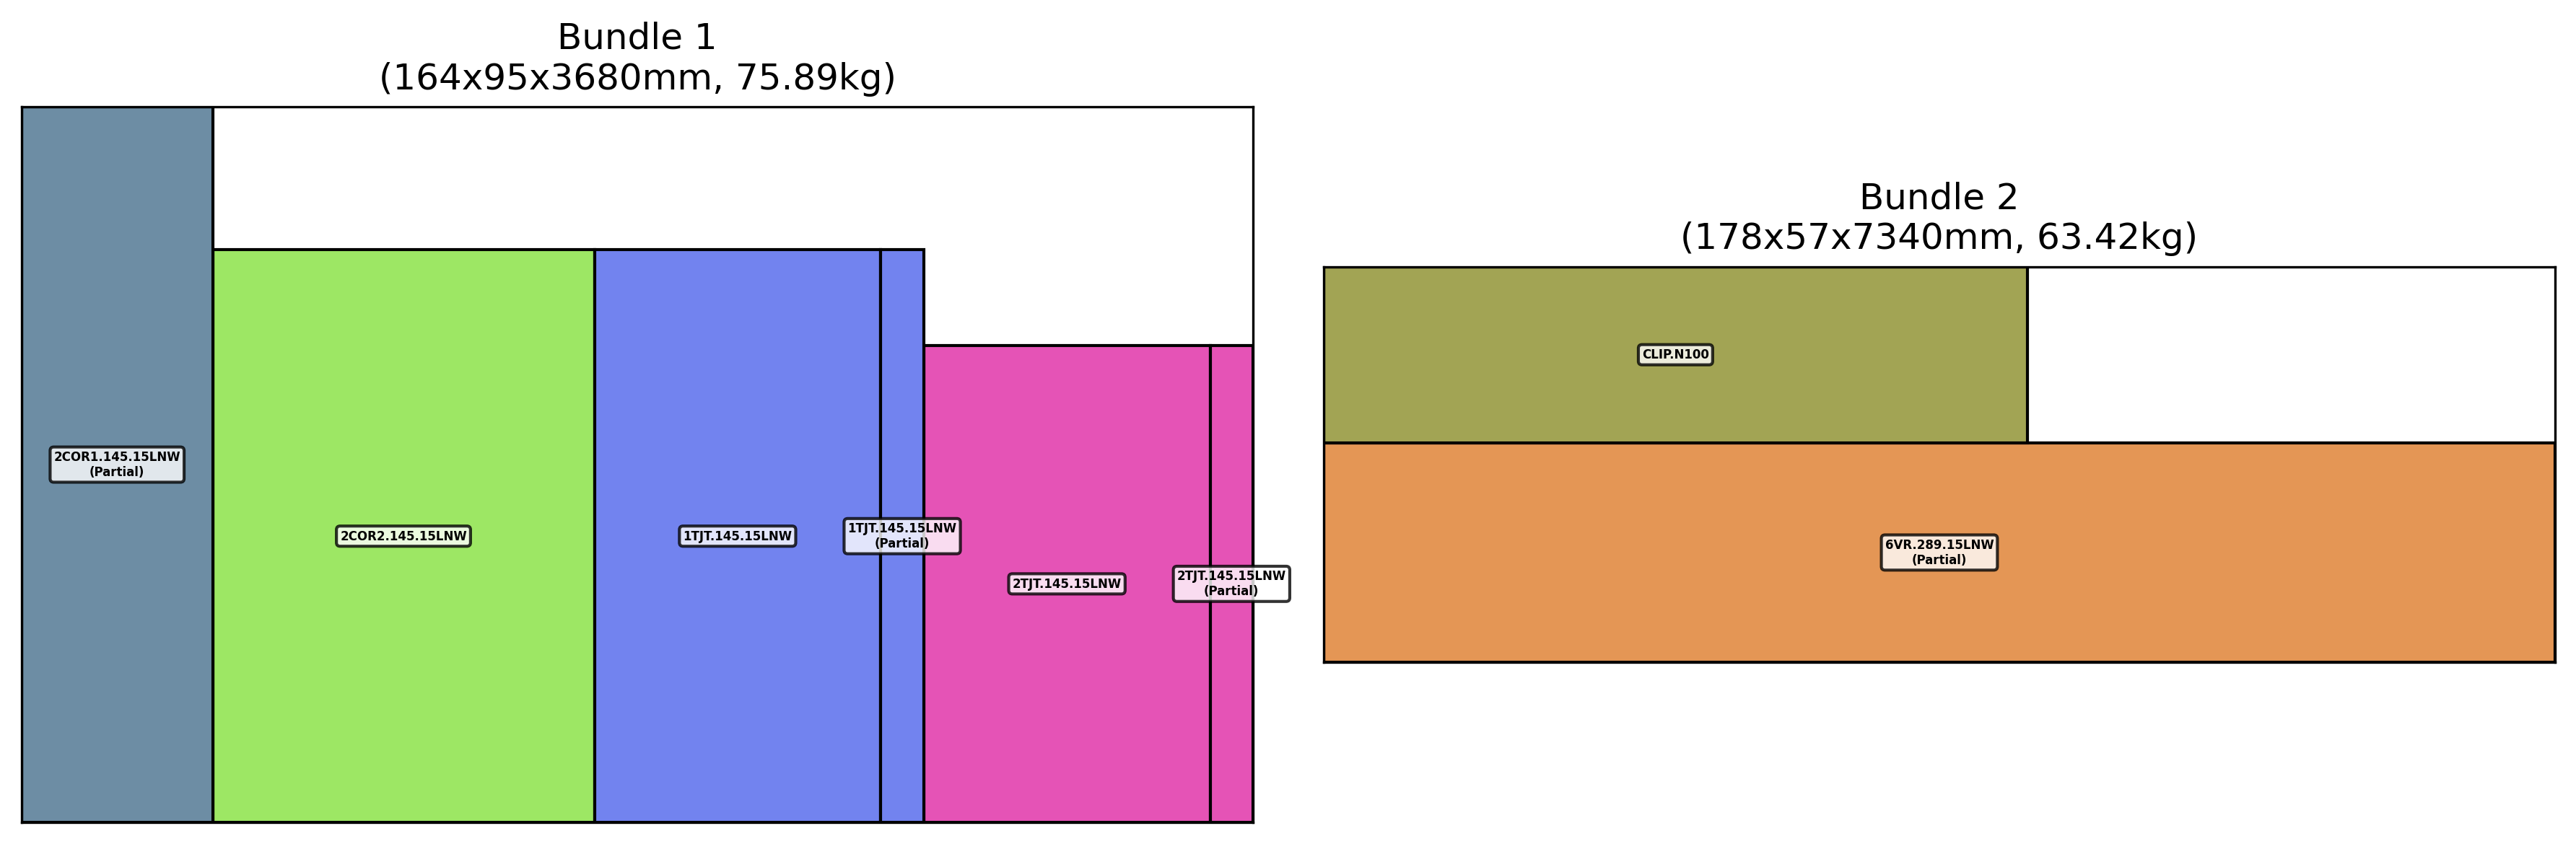 Bundle 1
(164x95x3680mm, 75.89kg)
2COR1.145.15LNW
(Partial)
2COR2.145.15LNW
1TJT.145.15LNW
1TJT.145.15LNW
(Partial)
2TJT.145.15LNW
2TJT.145.15LNW
(Partial)
Bundle 2
(178x57x7340mm, 63.42kg)
CLIP.N100
6VR.289.15LNW
(Partial)